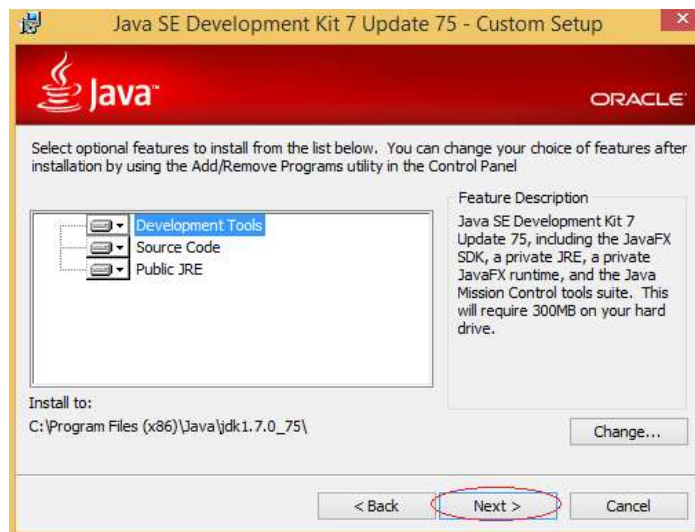 Java SE Development Kit 7 Update 75 - Custom Setup
Java™
ORACLE®
Select optional features to install from the list below. You can change your choice of features after
installation by using the Add/Remove Programs utility in the Control Panel
Development Tools
Source Code
Public JRE
Feature Description
Java SE Development Kit 7
Update 75, including the JavaFX
SDK, a private JRE, a private
JavaFX runtime, and the Java
Mission Control tools suite. This
will require 300MB on your hard
drive.
Install to:
C:\Program Files (x86)\Java\jdk1.7.0_75\
Change...
< Back
Next >
Cancel